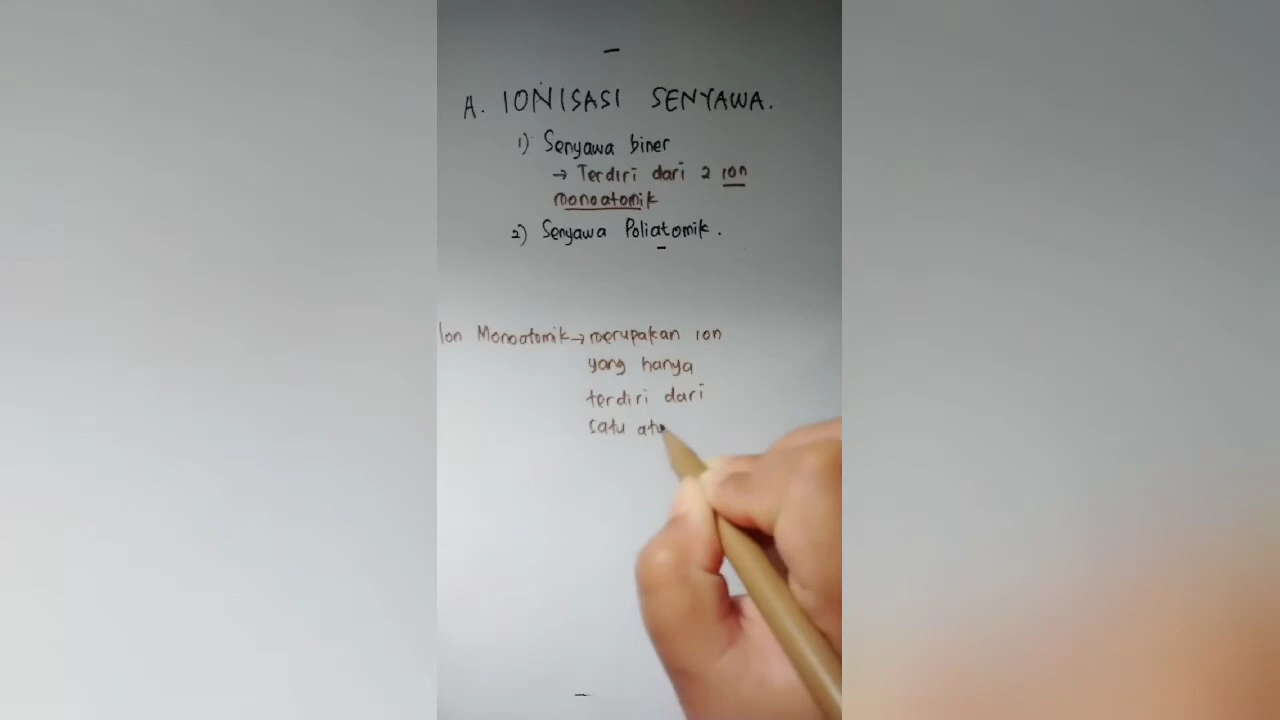 A. IONISASI SENYAWA.
1) Senyawa biner
→ Terdiri dari 2 ion
monoatomik
2) Senyawa Poliatomik.
Ion Monoatomik → merupakan ion
yang hanya
terdiri dari
satu ato